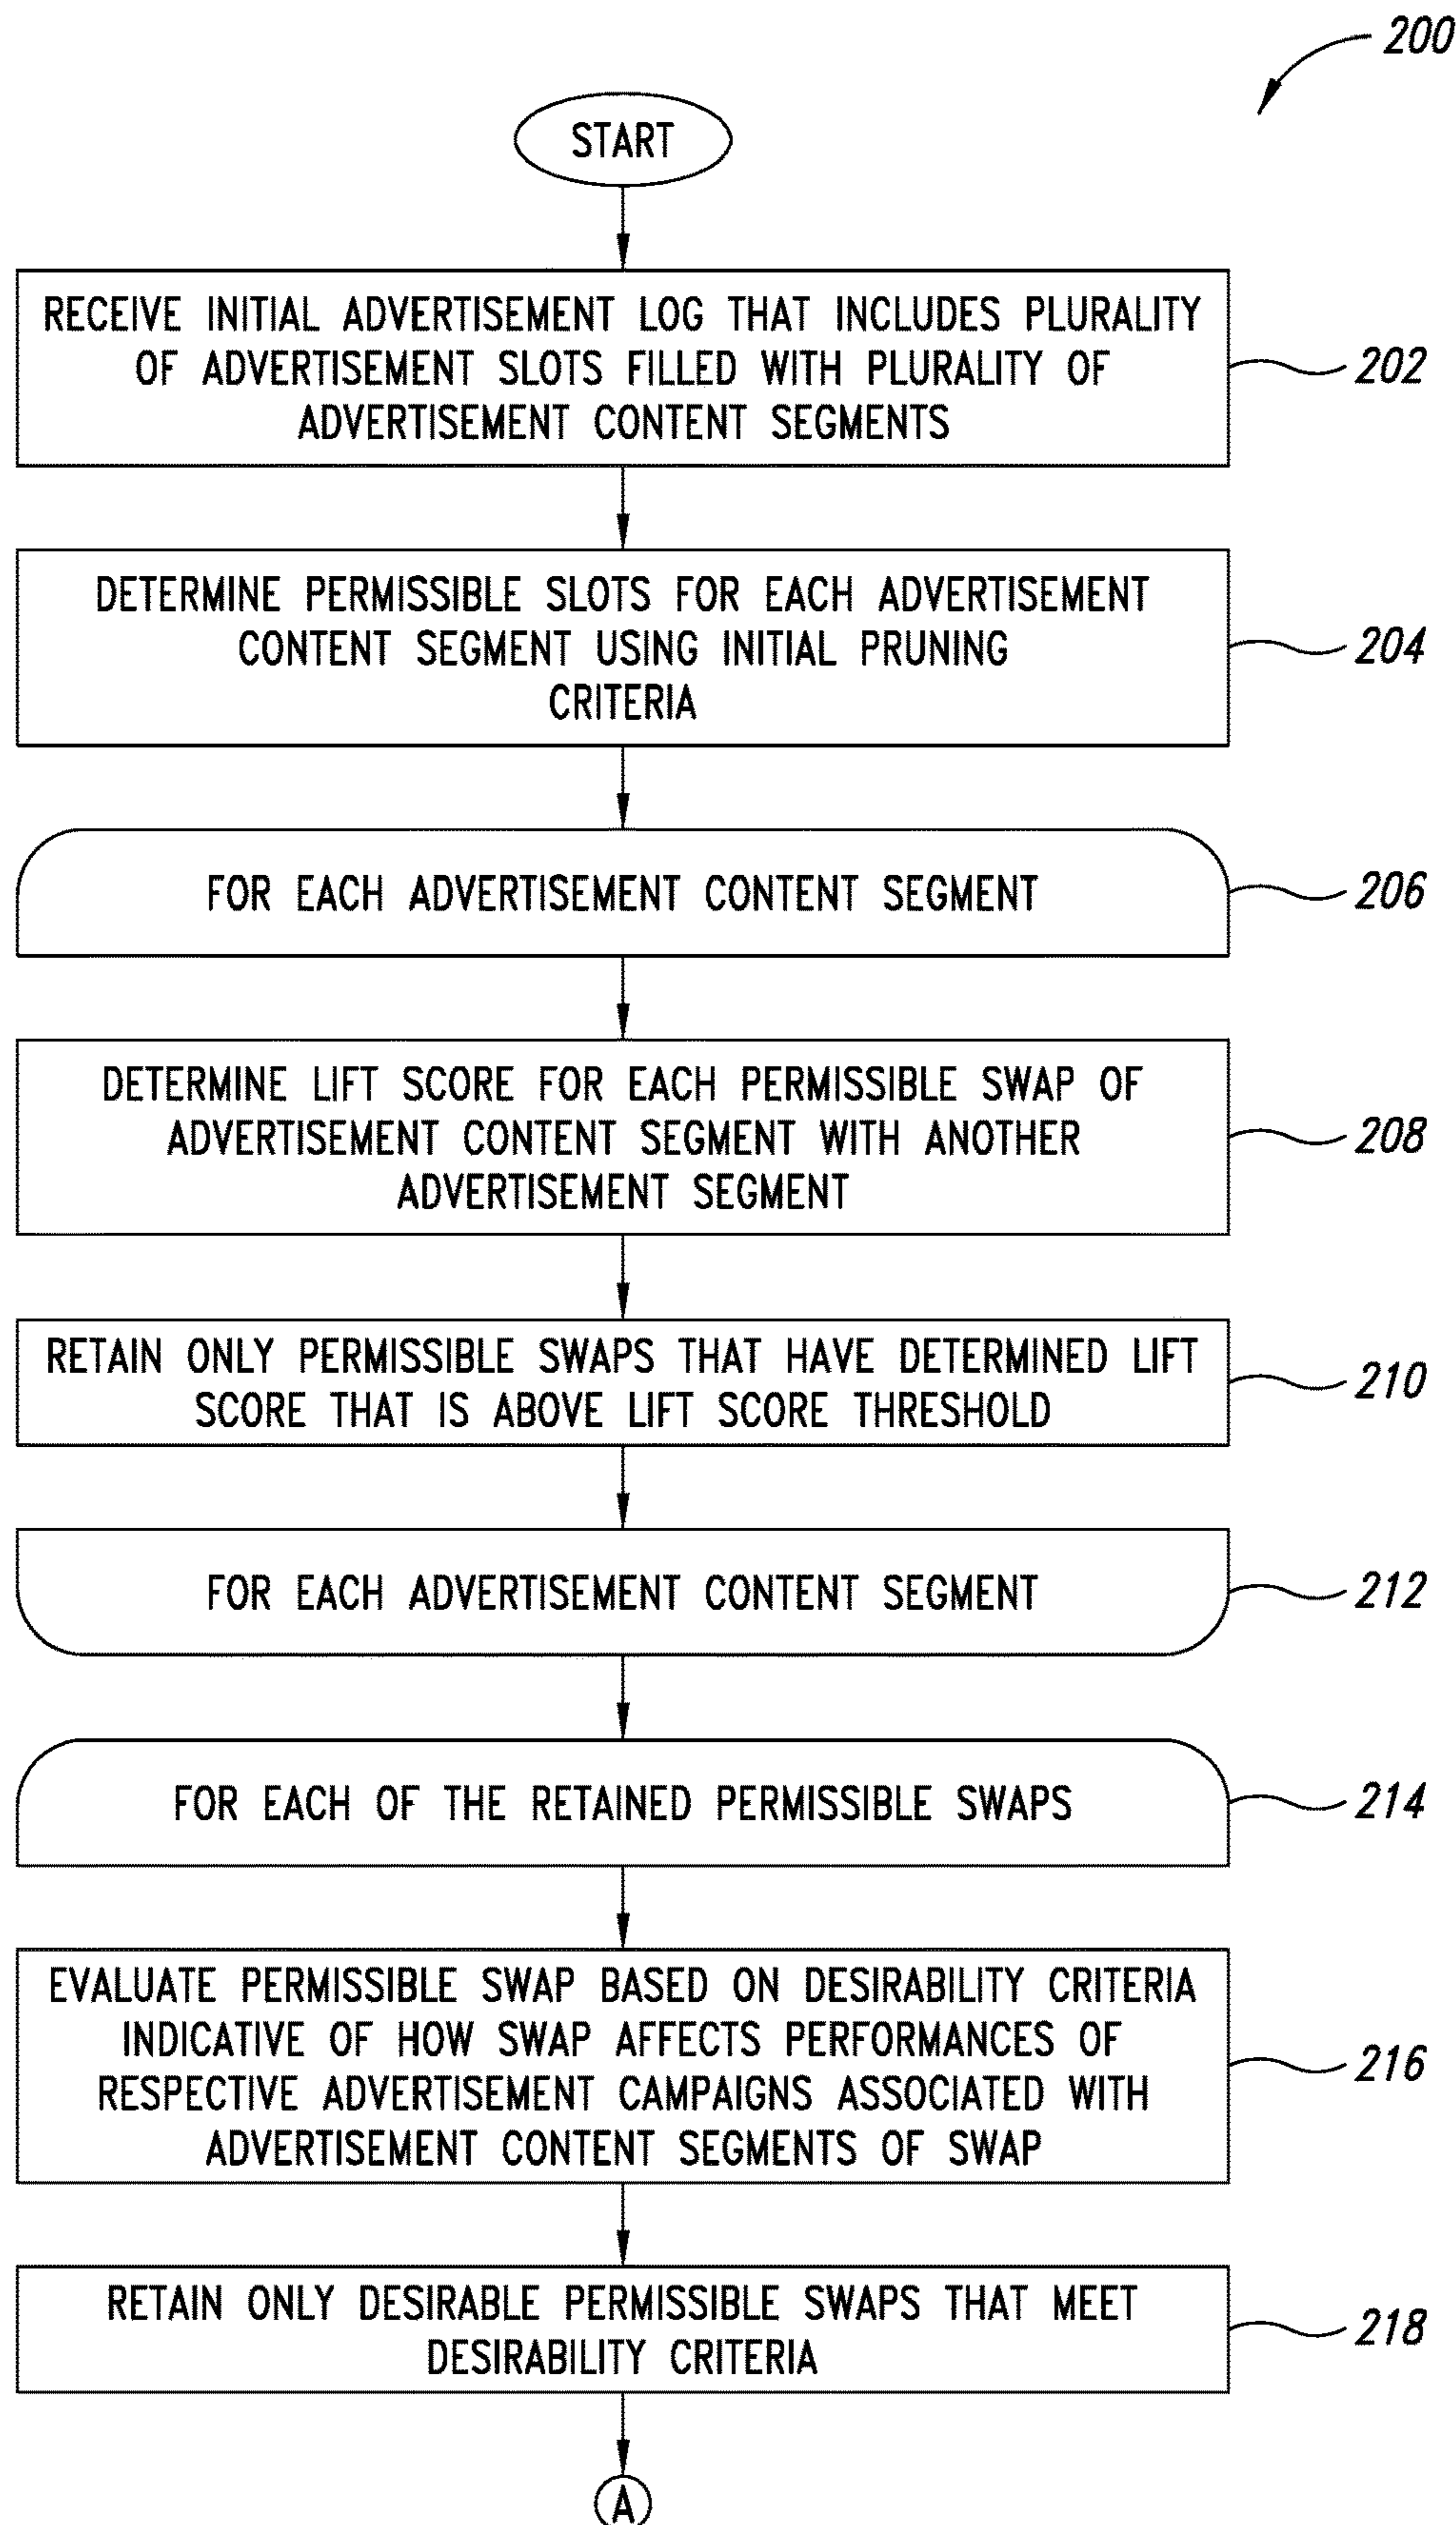 200
START
RECEIVE INITIAL ADVERTISEMENT LOG THAT INCLUDES PLURALITY
OF ADVERTISEMENT SLOTS FILLED WITH PLURALITY OF
ADVERTISEMENT CONTENT SEGMENTS
202
DETERMINE PERMISSIBLE SLOTS FOR EACH ADVERTISEMENT
CONTENT SEGMENT USING INITIAL PRUNING
CRITERIA
204
FOR EACH ADVERTISEMENT CONTENT SEGMENT
206
DETERMINE LIFT SCORE FOR EACH PERMISSIBLE SWAP OF
ADVERTISEMENT CONTENT SEGMENT WITH ANOTHER
ADVERTISEMENT SEGMENT
208
RETAIN ONLY PERMISSIBLE SWAPS THAT HAVE DETERMINED LIFT
SCORE THAT IS ABOVE LIFT SCORE THRESHOLD
210
FOR EACH ADVERTISEMENT CONTENT SEGMENT
212
FOR EACH OF THE RETAINED PERMISSIBLE SWAPS
214
EVALUATE PERMISSIBLE SWAP BASED ON DESIRABILITY CRITERIA
INDICATIVE OF HOW SWAP AFFECTS PERFORMANCES OF
RESPECTIVE ADVERTISEMENT CAMPAIGNS ASSOCIATED WITH
ADVERTISEMENT CONTENT SEGMENTS OF SWAP
216
RETAIN ONLY DESIRABLE PERMISSIBLE SWAPS THAT MEET
DESIRABILITY CRITERIA
218
A